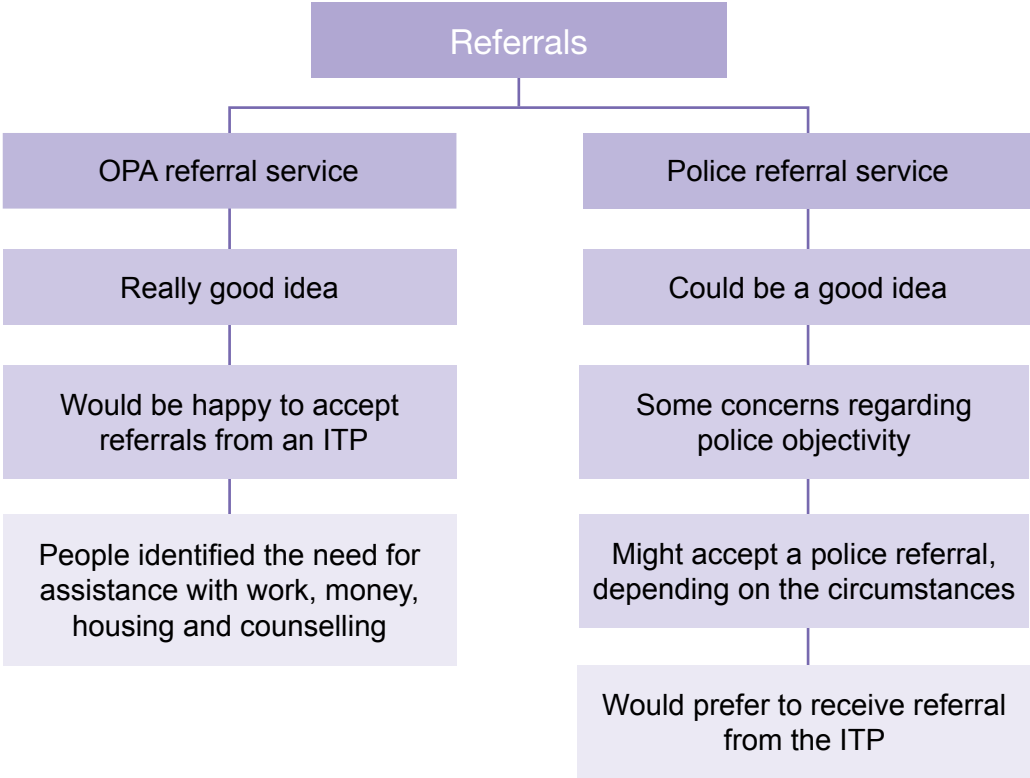 Referrals
OPA referral service
Really good idea
Would be happy to accept
referrals from an ITP
People identified the need for
assistance with work, money,
housing and counselling
Police referral service
Could be a good idea
Some concerns regarding
police objectivity
Might accept a police referral,
depending on the circumstances
Would prefer to receive referral
from the ITP